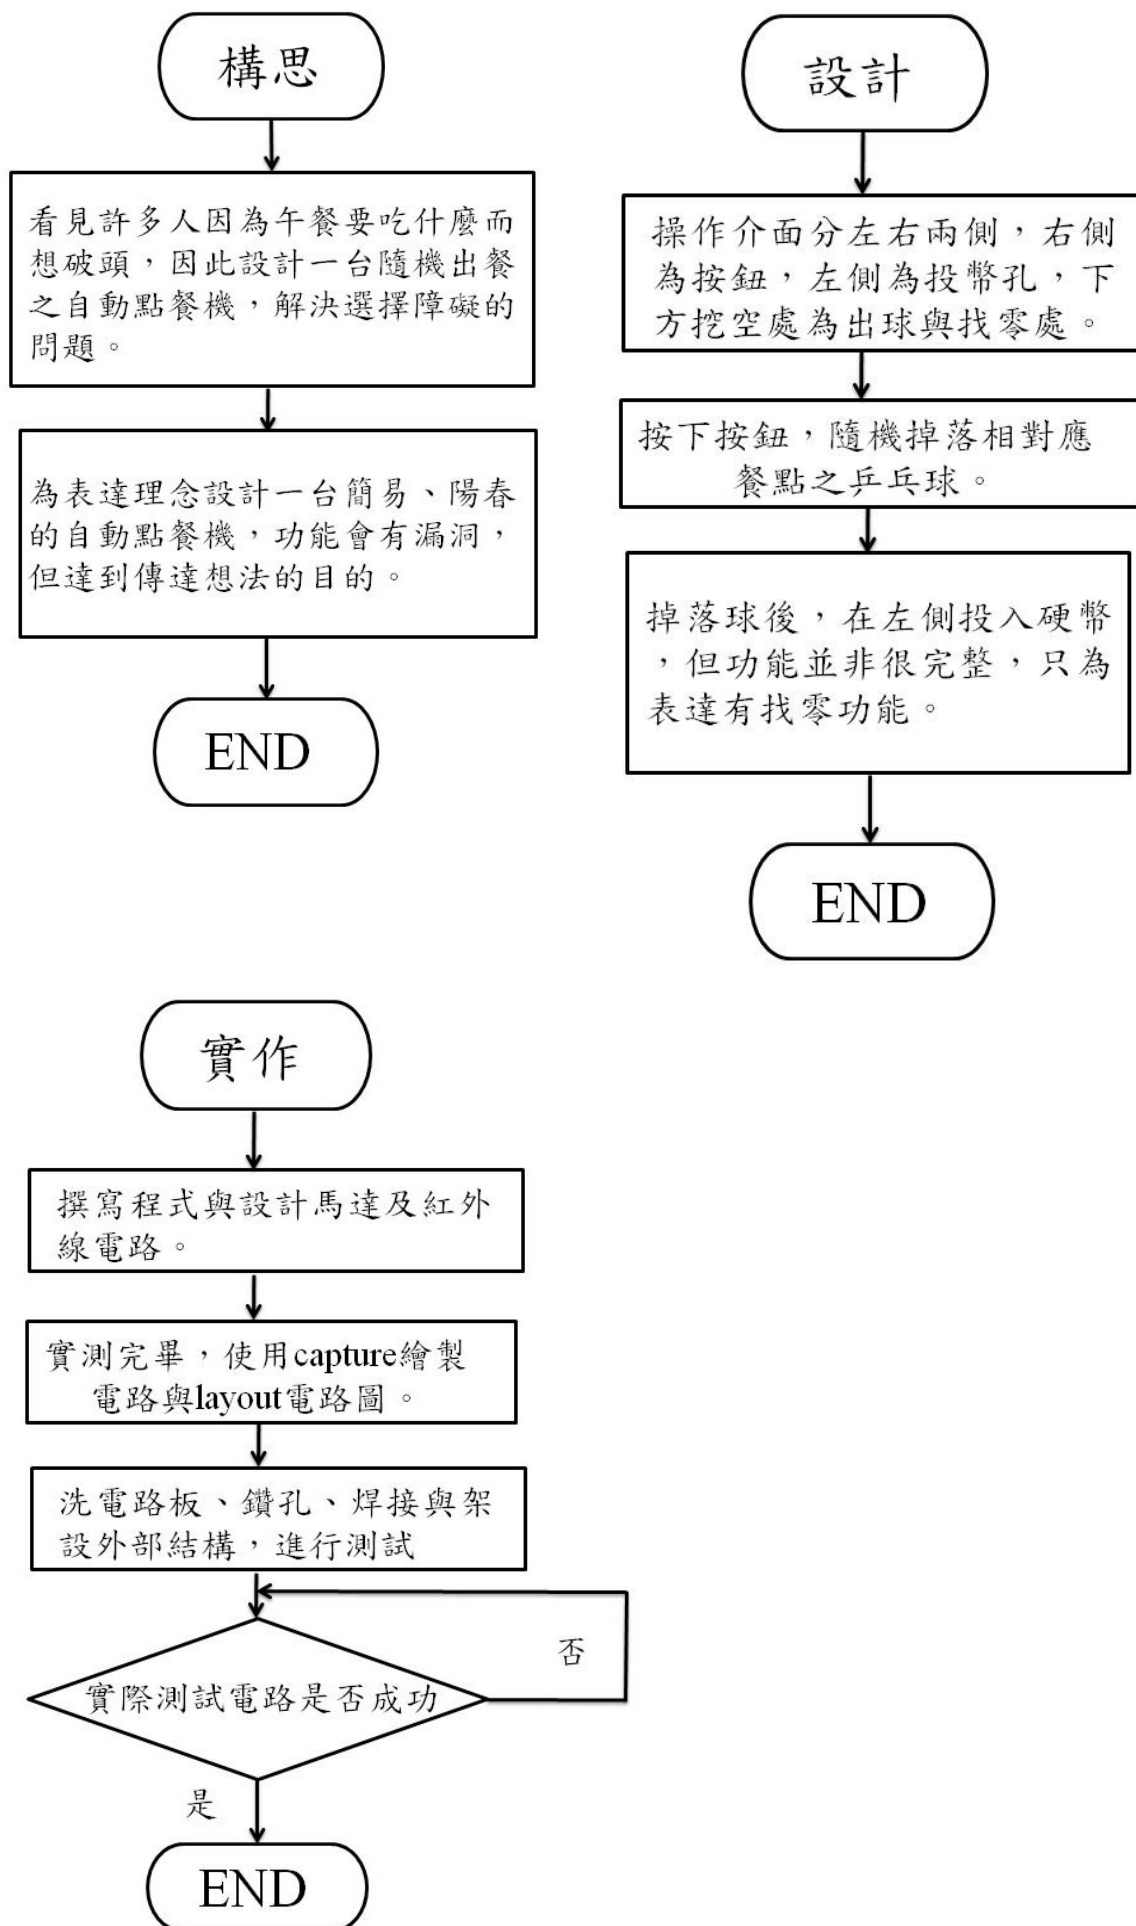 構思
看見許多人因為午餐要吃什麼而
想破頭，因此設計一台隨機出餐
之自動點餐機，解決選擇障礙的
問題。
為表達理念設計一台簡易、陽春
的自動點餐機，功能會有漏洞，
但達到傳達想法的目的。
END
設計
操作介面分左右兩側，右側
為按鈕，左側為投幣孔，下
方挖空處為出球與找零處。
按下按鈕，隨機掉落相對應
餐點之乒乓球。
掉落球後，在左側投入硬幣
，但功能並非很完整，只為
表達有找零功能。
END
實作
撰寫程式與設計馬達及紅外
線電路。
實測完畢，使用capture繪製
電路與layout電路圖。
洗電路板、鑽孔、焊接與架
設外部結構，進行測試
否
實際測試電路是否成功
是
END